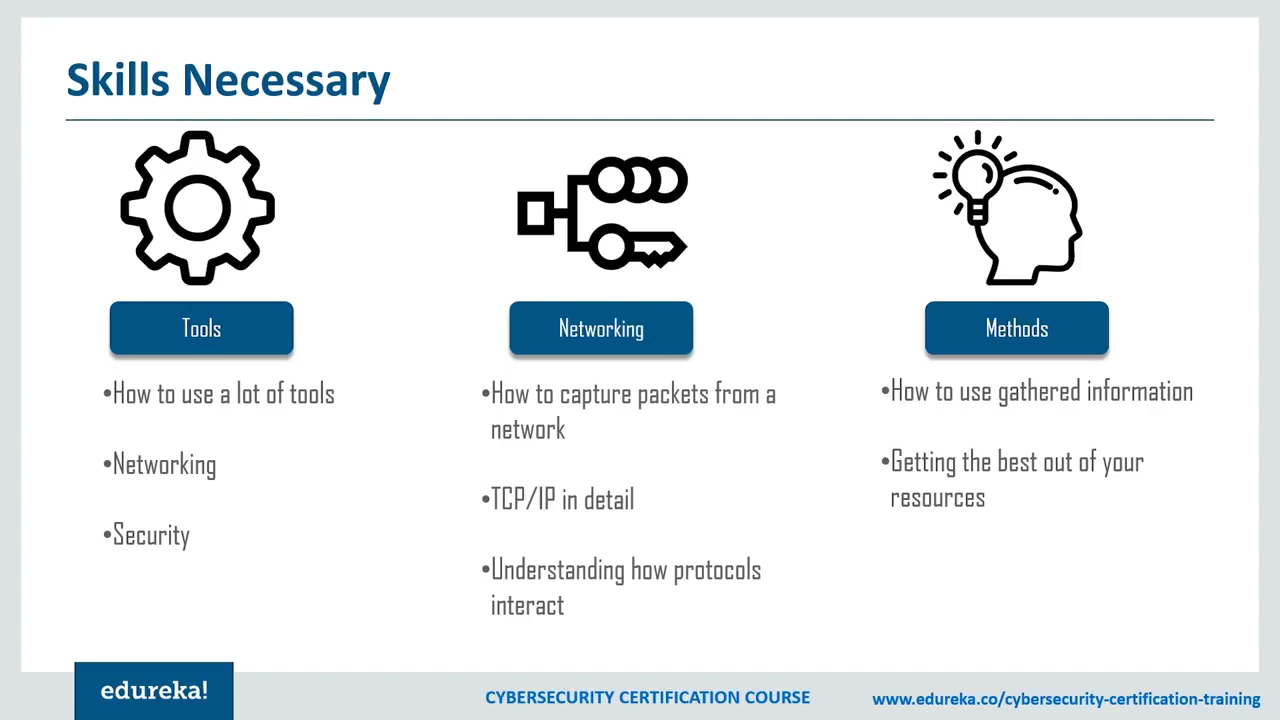 Skills Necessary
Tools
•How to use a lot of tools
•Networking
•Security
Networking
•How to capture packets from a
network
•TCP/IP in detail
•Understanding how protocols
interact
Methods
•How to use gathered information
•Getting the best out of your
resources
edureka!
CYBERSECURITY CERTIFICATION COURSE
www.edureka.co/cybersecurity-certification-training